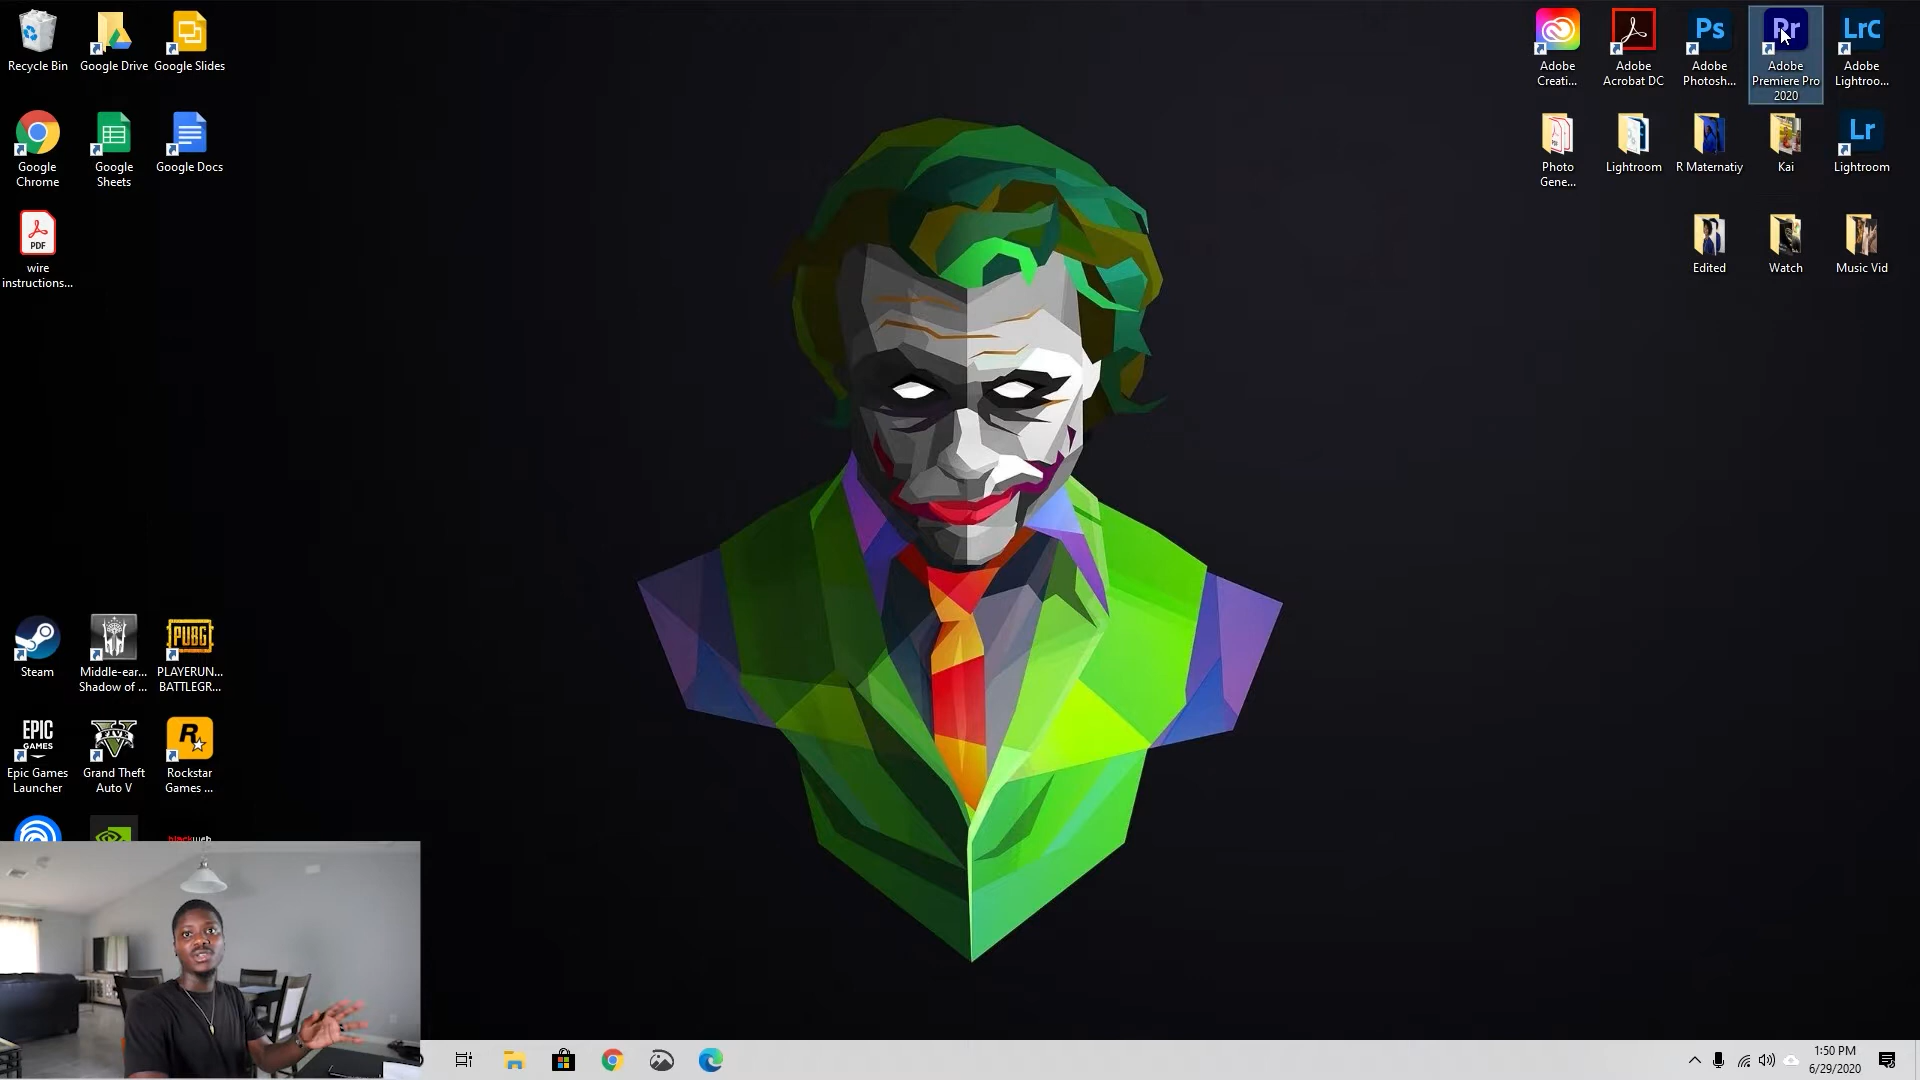 Recycle Bin
Google Drive
Google Slides
Google
Chrome
Google
Sheets
Google Docs
PDF
wire
instructions...
Adobe
Creati...
Adobe
Acrobat DC
Ps
Adobe
Photosh...
Pr
Adobe
Premiere Pro
2020
LrC
Adobe
Lightroo...
Photo
Gene...
Lightroom
R Maternatiy
Kai
Lr
Lightroom
Edited
Watch
Music Vid
Steam
Middle-ear...
Shadow of ...
PUBG
PLAYERUN...
BATTLEGR...
EPIC
GAMES
Epic Games
Launcher
V
FIVE
Grand Theft
Auto V
R
Rockstar
Games ...
1:50 PM
6/29/2020